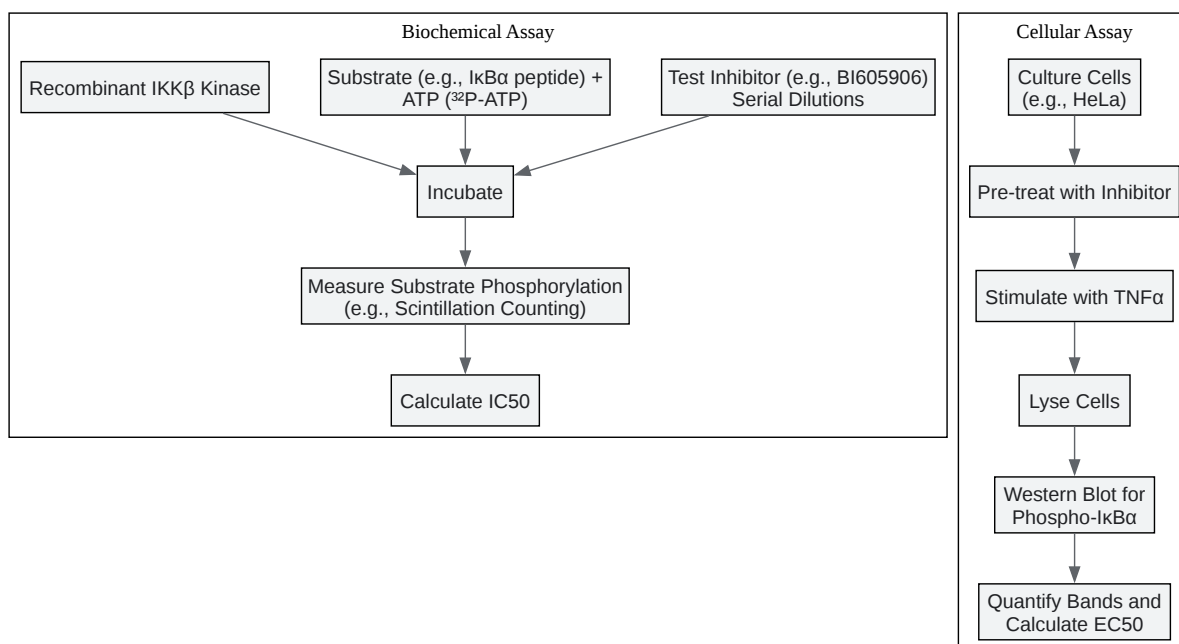 Biochemical Assay
Recombinant IKKβ Kinase
Substrate (e.g., IκBα peptide) +
ATP (³²P-ATP)
Test Inhibitor (e.g., BI605906)
Serial Dilutions
Incubate
Measure Substrate Phosphorylation
(e.g., Scintillation Counting)
Calculate IC50
Cellular Assay
Culture Cells
(e.g., HeLa)
Pre-treat with Inhibitor
Stimulate with TNFα
Lyse Cells
Western Blot for
Phospho-IκBα
Quantify Bands and
Calculate EC50